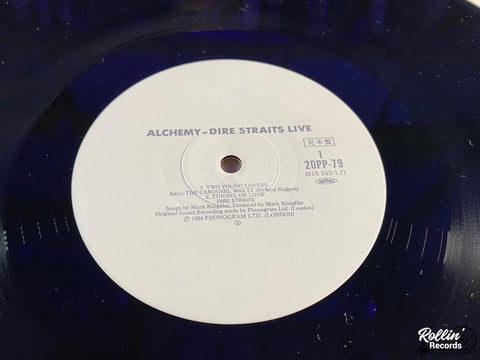 ALCHEMY–DIRE STRAITS LIVE
見本盤
1
20PP-79
(818 245-1.1)
1. TWO YOUNG LOVERS
Intro: THE CAROUSEL WALTZ (Richard Rodgers)
2. TUNNEL OF LOVE
DIRE STRAITS
Songs by Mark Knopfler, Produced by Mark Knopfler
Original Sound Recording made by Phonogram Ltd. (London)
Ⓟ 1984 PHONOGRAM LTD. (LONDON)
②
Rollin'
Records